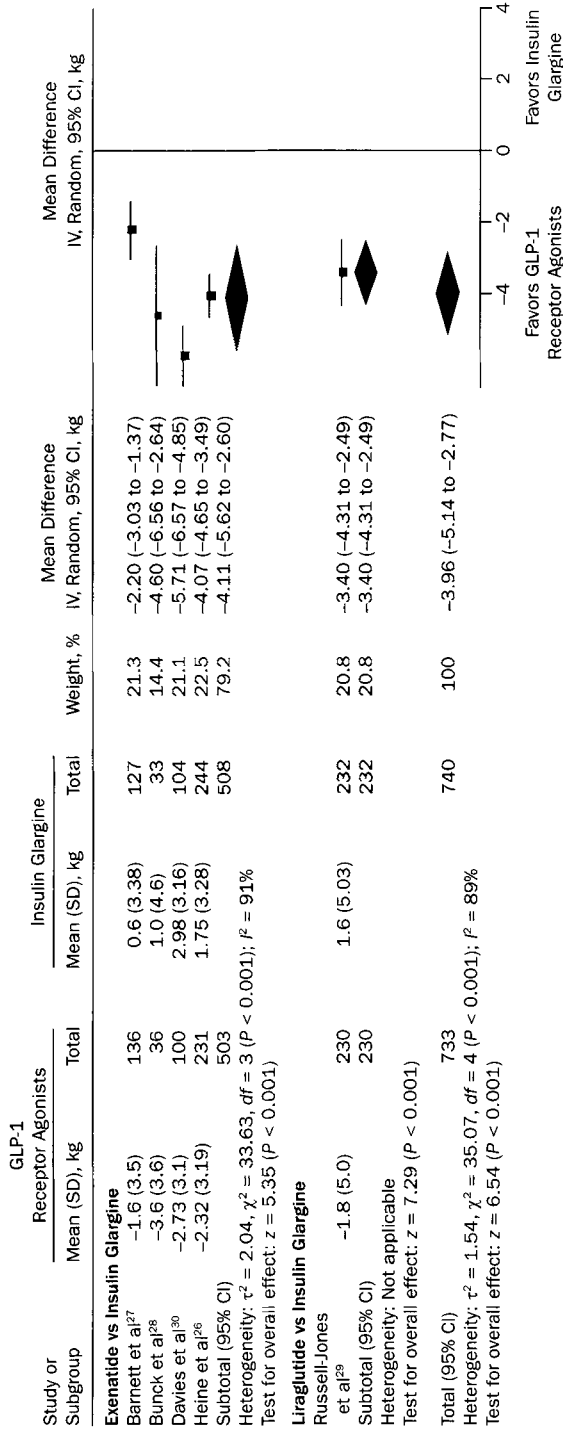 GLP-1
Receptor Agonists Insulin Glargine Mean Difference Mean Difference
Study or
Subgroup Mean (SD), kg Total Mean (SD), kg Total Weight, % IV, Random, 95% CI, kg IV, Random, 95% CI, kg
Exenatide vs Insulin Glargine
Barnett et al27 −1.6 (3.5) 136 0.6 (3.38) 127 21.3 −2.20 (−3.03 to −1.37)
Bunck et al28 −3.6 (3.6) 36 1.0 (4.6) 33 14.4 −4.60 (−6.56 to −2.64)
Davies et al30 −2.73 (3.1) 100 2.98 (3.16) 104 21.1 −5.71 (−6.57 to −4.85)
Heine et al26 −2.32 (3.19) 231 1.75 (3.28) 244 22.5 −4.07 (−4.65 to −3.49)
Subtotal (95% CI) 503 508 79.2 −4.11 (−5.62 to −2.60)
Heterogeneity: τ² = 2.04, χ² = 33.63, df = 3 (P < 0.001); I² = 91%
Test for overall effect: z = 5.35 (P < 0.001)
Liraglutide vs Insulin Glargine
Russell-Jones
et al29 −1.8 (5.0) 230 1.6 (5.03) 232 20.8 −3.40 (−4.31 to −2.49)
Subtotal (95% CI) 230 232 20.8 −3.40 (−4.31 to −2.49)
Heterogeneity: Not applicable
Test for overall effect: z = 7.29 (P < 0.001)
Total (95% CI) 733 740 100 −3.96 (−5.14 to −2.77)
Heterogeneity: τ² = 1.54, χ² = 35.07, df = 4 (P < 0.001); I² = 89%
Test for overall effect: z = 6.54 (P < 0.001)
−4 −2 0 2 4
Favors GLP-1 Favors Insulin
Receptor Agonists Glargine